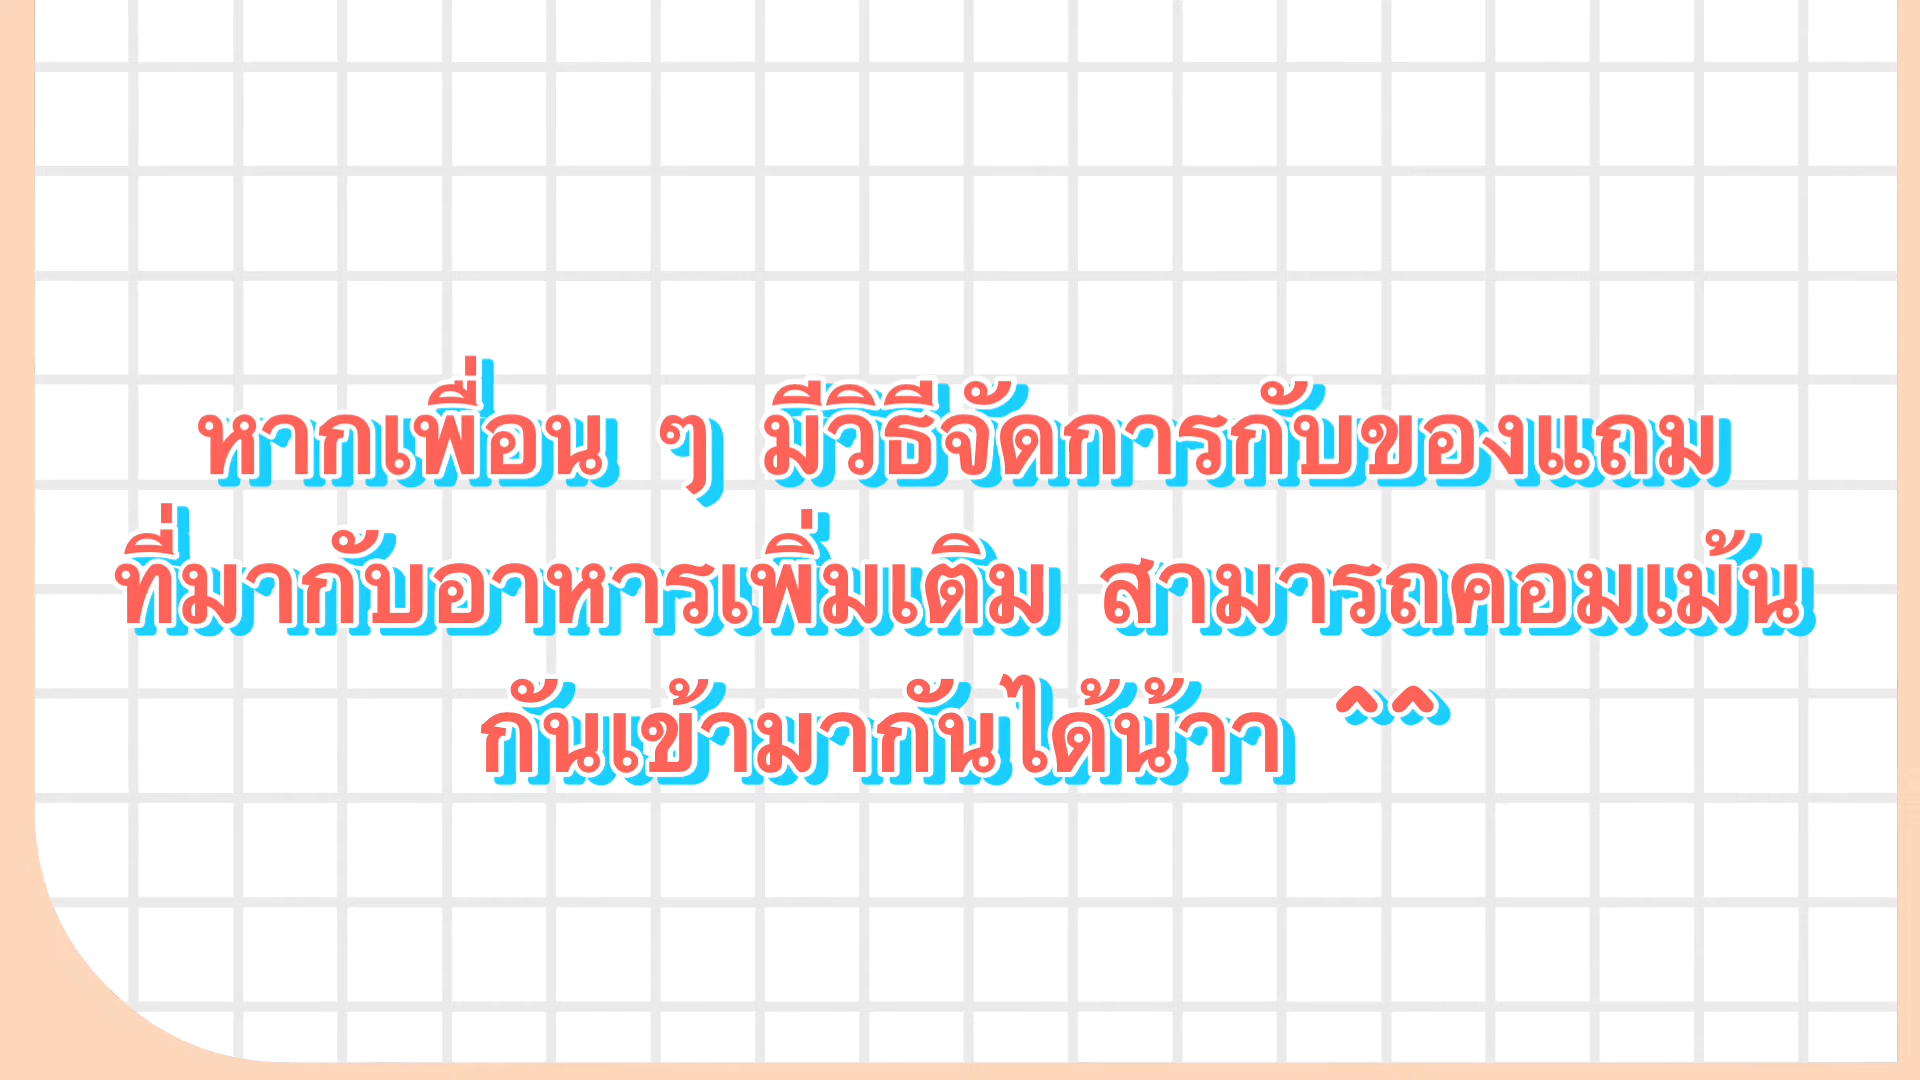 หากเพื่อน ๆ มีวิธีจัดการกับของแถม
ที่มากับอาหารเพิ่มเติม สามารถคอมเม้น
กันเข้ามากันได้น้าา ^^